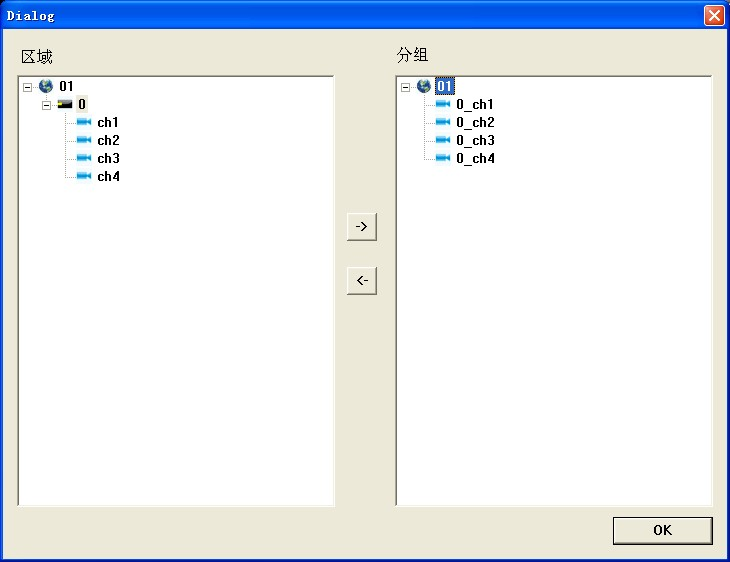 Dialog
区域
01
0
ch1
ch2
ch3
ch4
->
<-
分组
01
0_ch1
0_ch2
0_ch3
0_ch4
OK